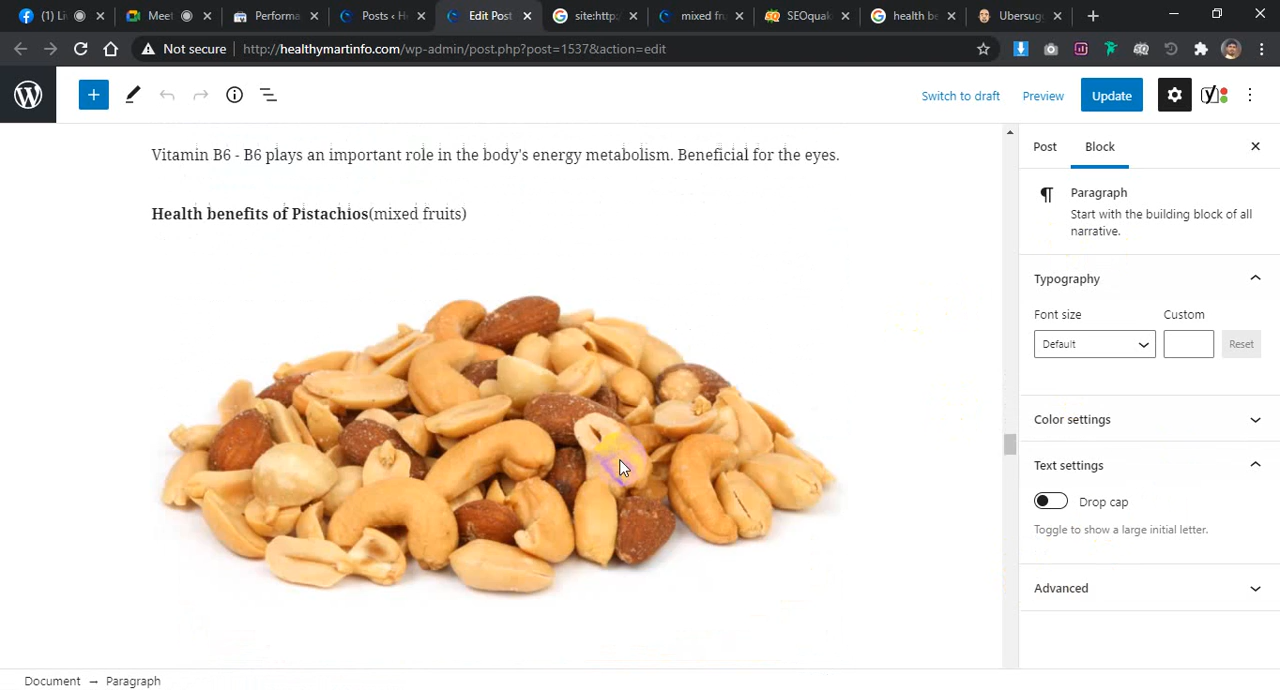 (1) Li
Meet
Performa
Posts ‹ H
Edit Post
site:http:
mixed fru
SEOquak
health be
Ubersug
Not secure
http://healthymartinfo.com/wp-admin/post.php?post=1537&action=edit
Switch to draft
Preview
Update
Vitamin B6 - B6 plays an important role in the body's energy metabolism. Beneficial for the eyes.
Health benefits of Pistachios(mixed fruits)
Post
Block
Paragraph
Start with the building block of all
narrative.
Typography
Font size
Custom
Default
Reset
Color settings
Text settings
Drop cap
Toggle to show a large initial letter.
Advanced
Document → Paragraph